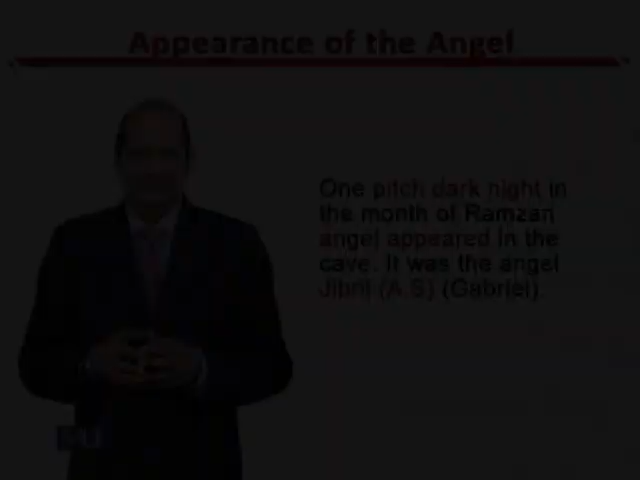 Appearance of the Angel
One pitch dark night in
the month of Ramzan
angel appeared in the
cave. It was the angel
Jibril (A.S) (Gabriel).